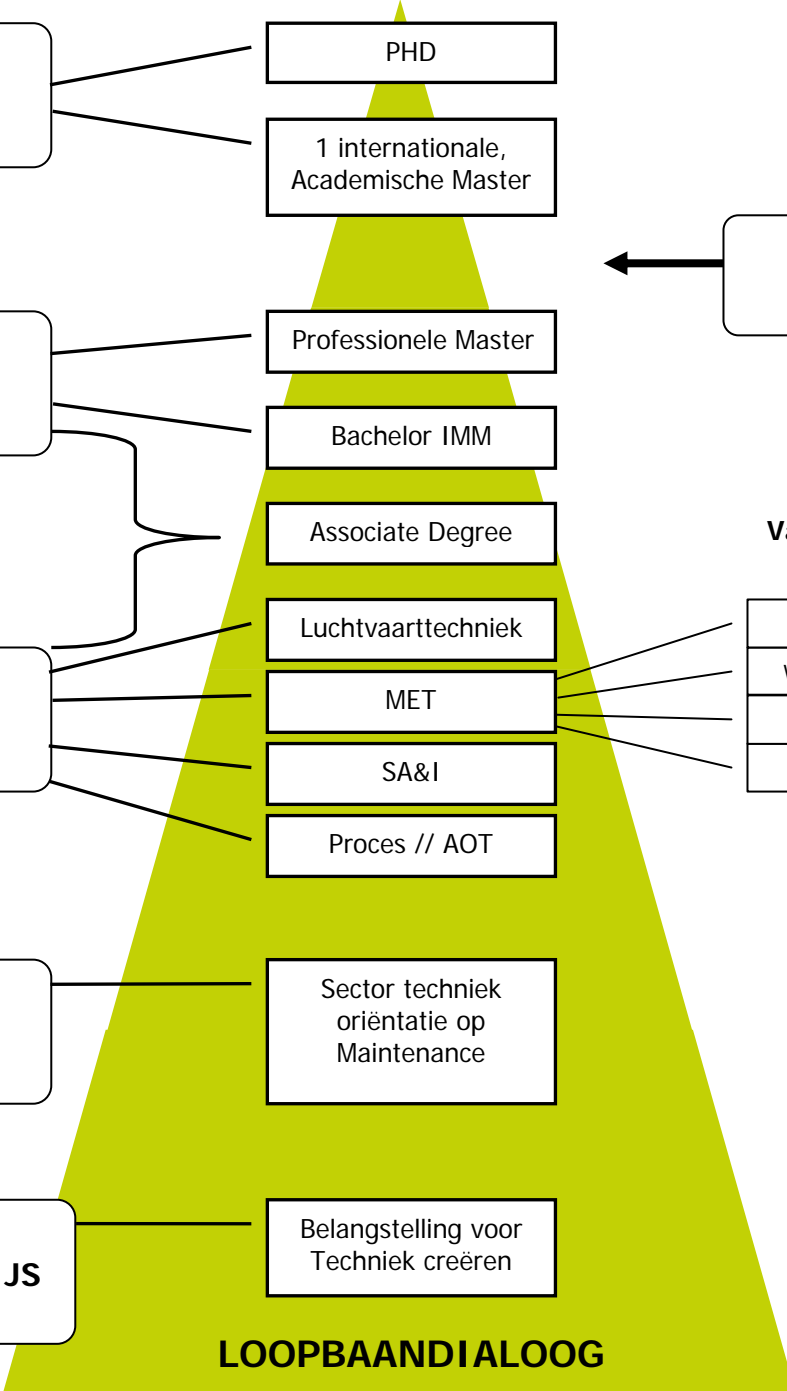 PHD
1 internationale,
Academische Master
Professionele Master
Bachelor IMM
Associate Degree
Luchtvaarttechniek
MET
SA&I
Proces // AOT
Sector techniek
oriëntatie op
Maintenance
Belangstelling voor
Techniek creëren
JS
LOOPBAANDIALOOG